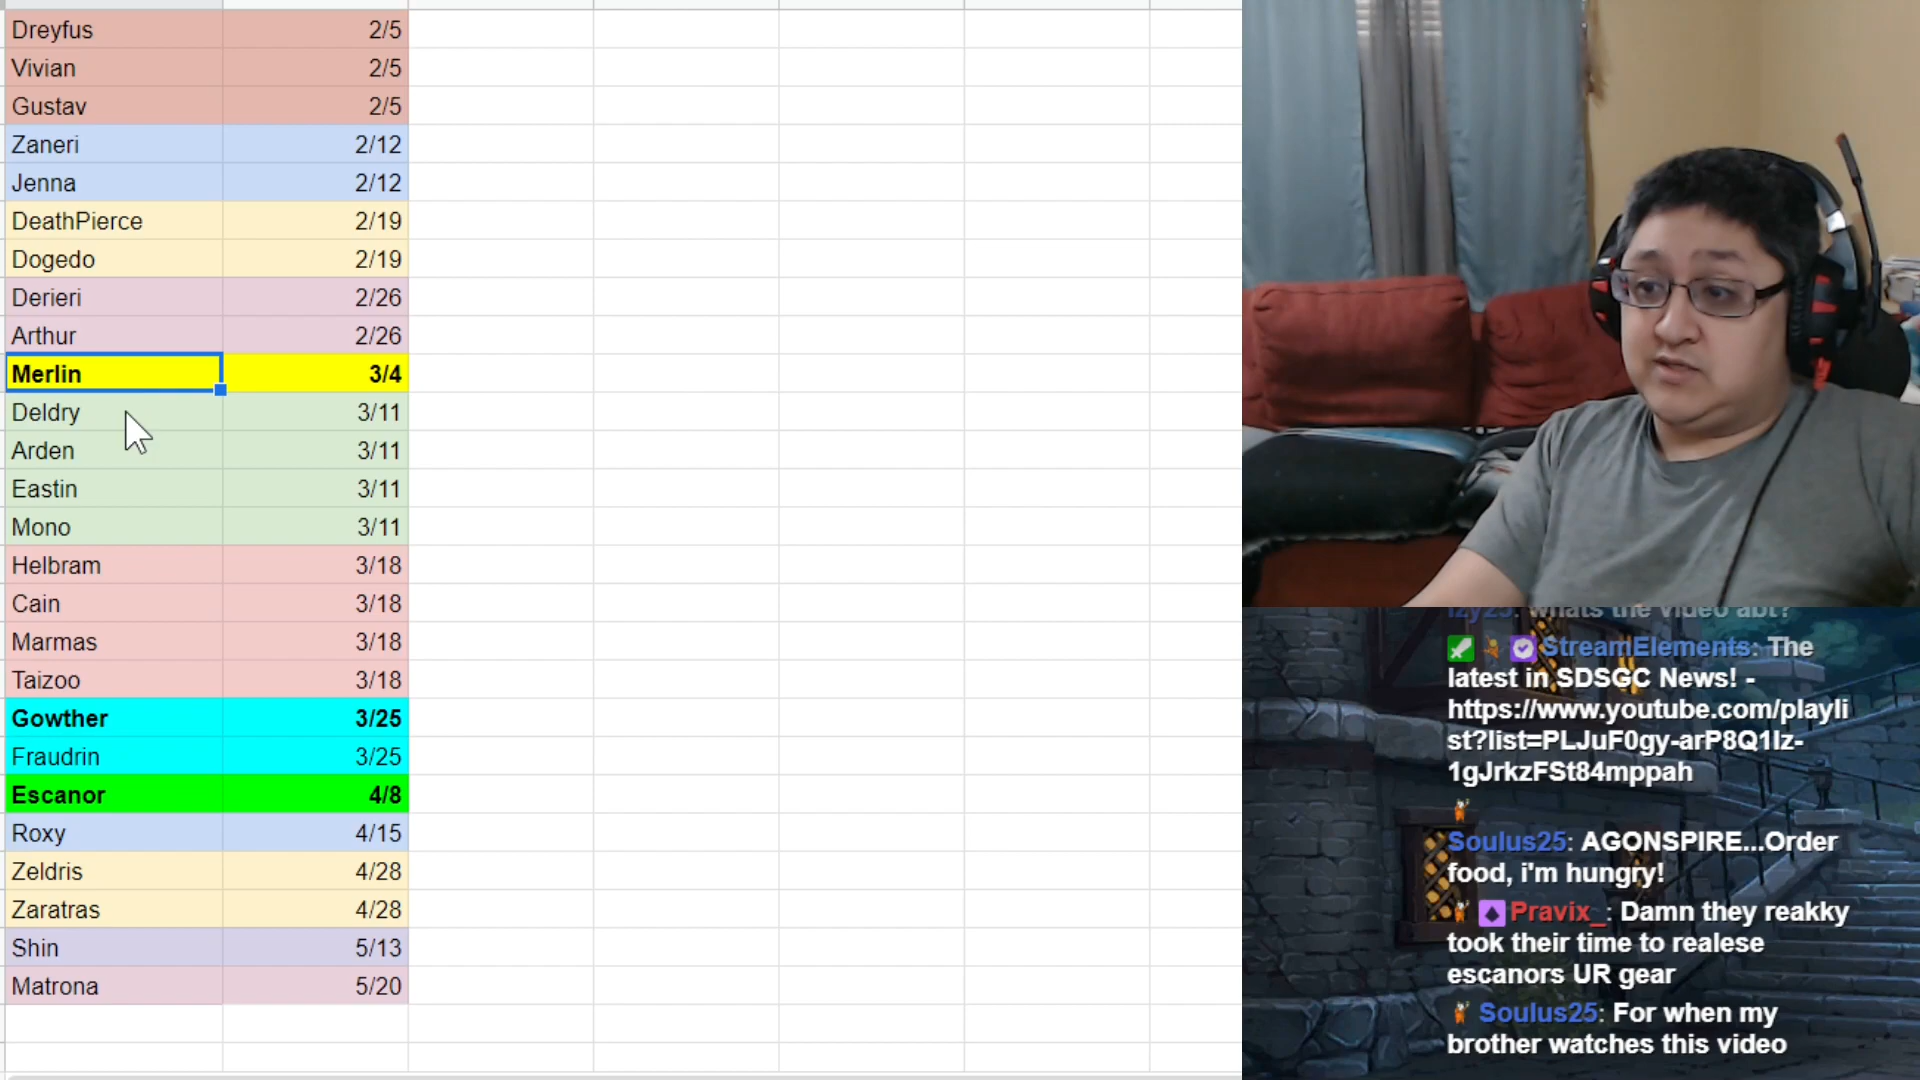 Dreyfus 2/5
Vivian 2/5
Gustav 2/5
Zaneri 2/12
Jenna 2/12
DeathPierce 2/19
Dogedo 2/19
Derieri 2/26
Arthur 2/26
Merlin 3/4
Deldry 3/11
Arden 3/11
Eastin 3/11
Mono 3/11
Helbram 3/18
Cain 3/18
Marmas 3/18
Taizoo 3/18
Gowther 3/25
Fraudrin 3/25
Escanor 4/8
Roxy 4/15
Zeldris 4/28
Zaratras 4/28
Shin 5/13
Matrona 5/20
whats the video abt?
StreamElements: The
latest in SDSGC News! -
https://www.youtube.com/playli
st?list=PLJuF0gy-arP8Q1lz-
1gJrkzFSt84mppah
Soulus25: AGONSPIRE...Order
food, i'm hungry!
Pravix_: Damn they reakky
took their time to realese
escanors UR gear
Soulus25: For when my
brother watches this video